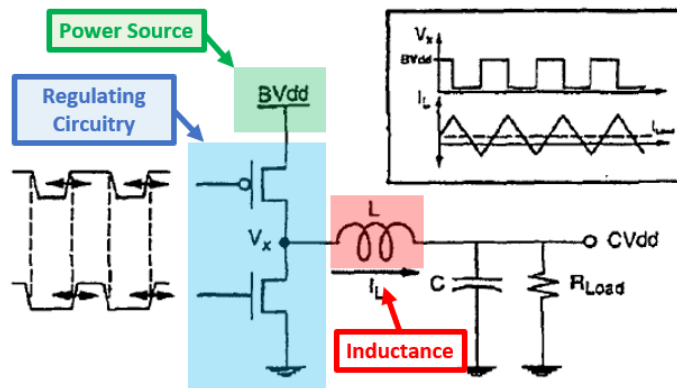 Power Source
Regulating
Circuitry
BVdd
Vx
L
IL
Inductance
C
RLoad
CVdd
Vx
BVdd
IL
ILoad